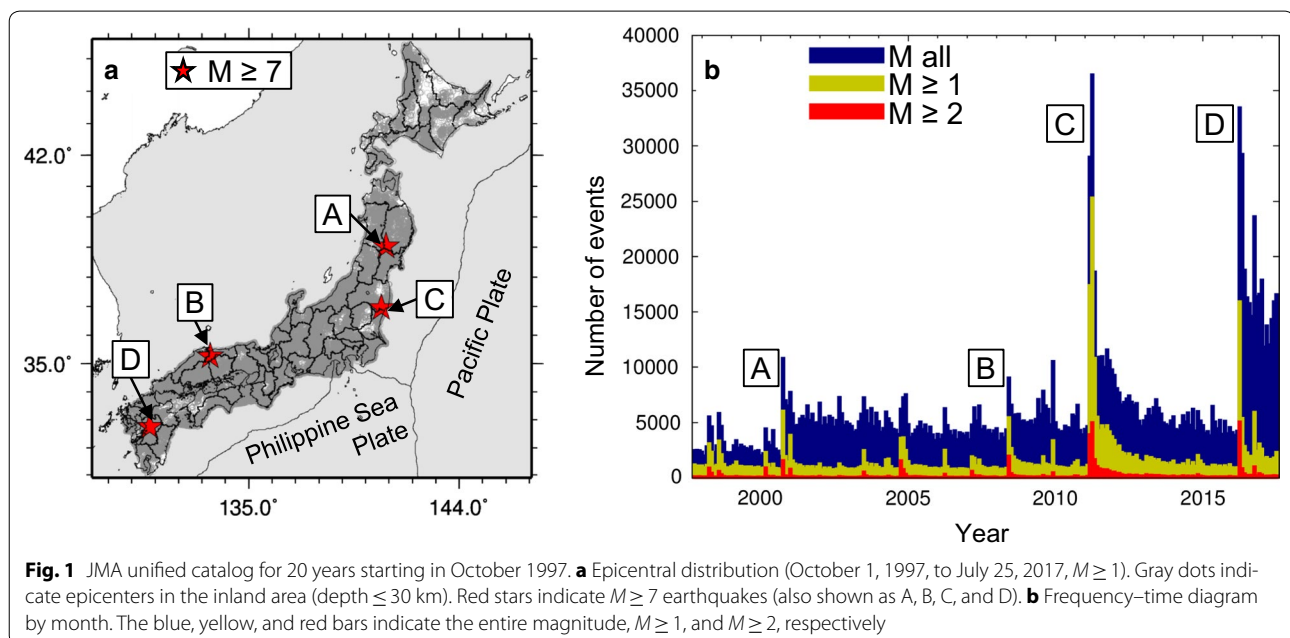 a
M ≥ 7
42.0˚
35.0˚
135.0˚
144.0˚
A
B
C
D
Pacific Plate
Philippine Sea
Plate
b
M all
M ≥ 1
M ≥ 2
40000
35000
30000
25000
20000
15000
10000
5000
0
Number of events
A
B
C
D
2000
2005
2010
2015
Year
Fig. 1 JMA unified catalog for 20 years starting in October 1997. a Epicentral distribution (October 1, 1997, to July 25, 2017, M ≥ 1). Gray dots indi-
cate epicenters in the inland area (depth ≤ 30 km). Red stars indicate M ≥ 7 earthquakes (also shown as A, B, C, and D). b Frequency–time diagram
by month. The blue, yellow, and red bars indicate the entire magnitude, M ≥ 1, and M ≥ 2, respectively